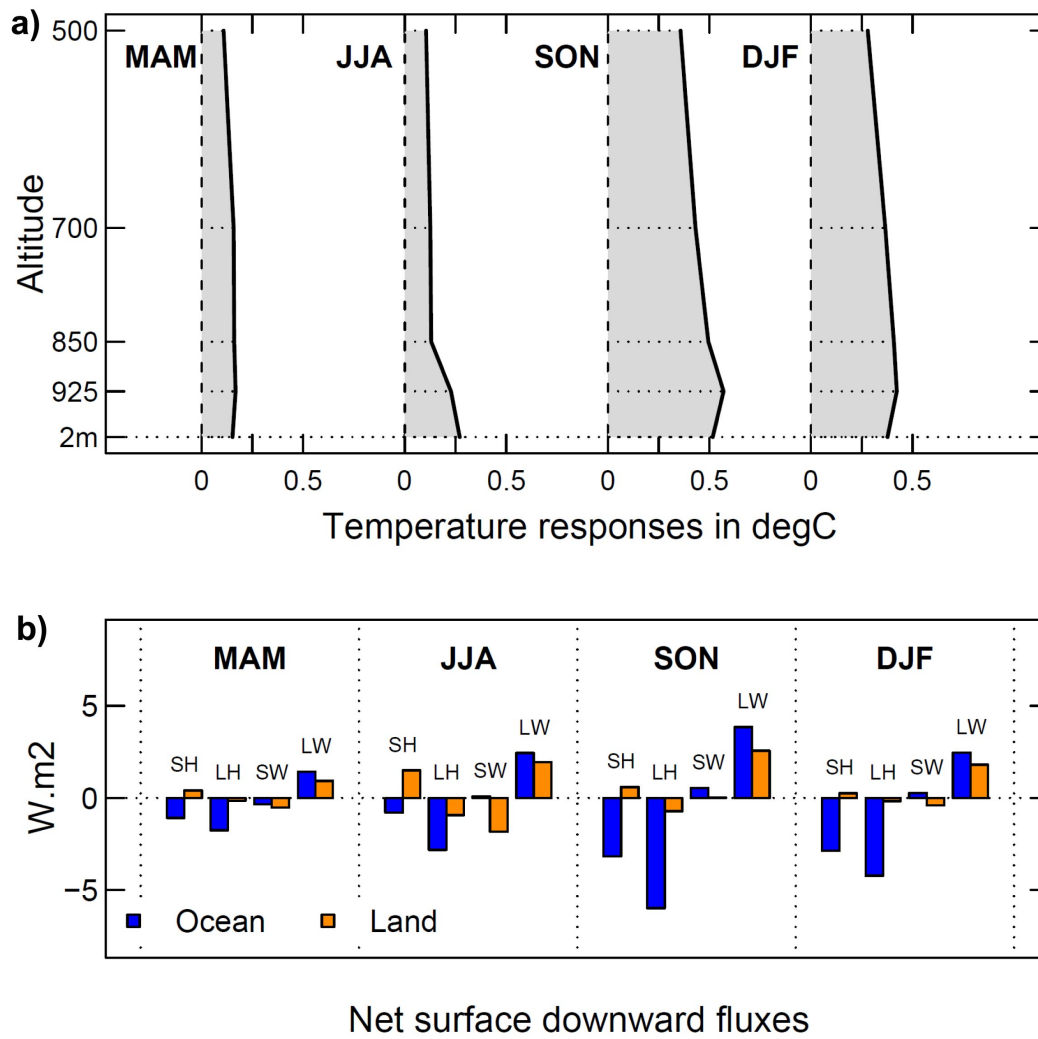 a)
500
MAM
JJA
SON
DJF
700
850
925
2m
Altitude
0 0.5 0 0.5 0 0.5 0 0.5
Temperature responses in degC
b)
MAM JJA SON DJF
5
0
−5
W.m2
SH LH SW LW
SH LH SW LW
SH LH SW LW
SH LH SW LW
Ocean Land
Net surface downward fluxes